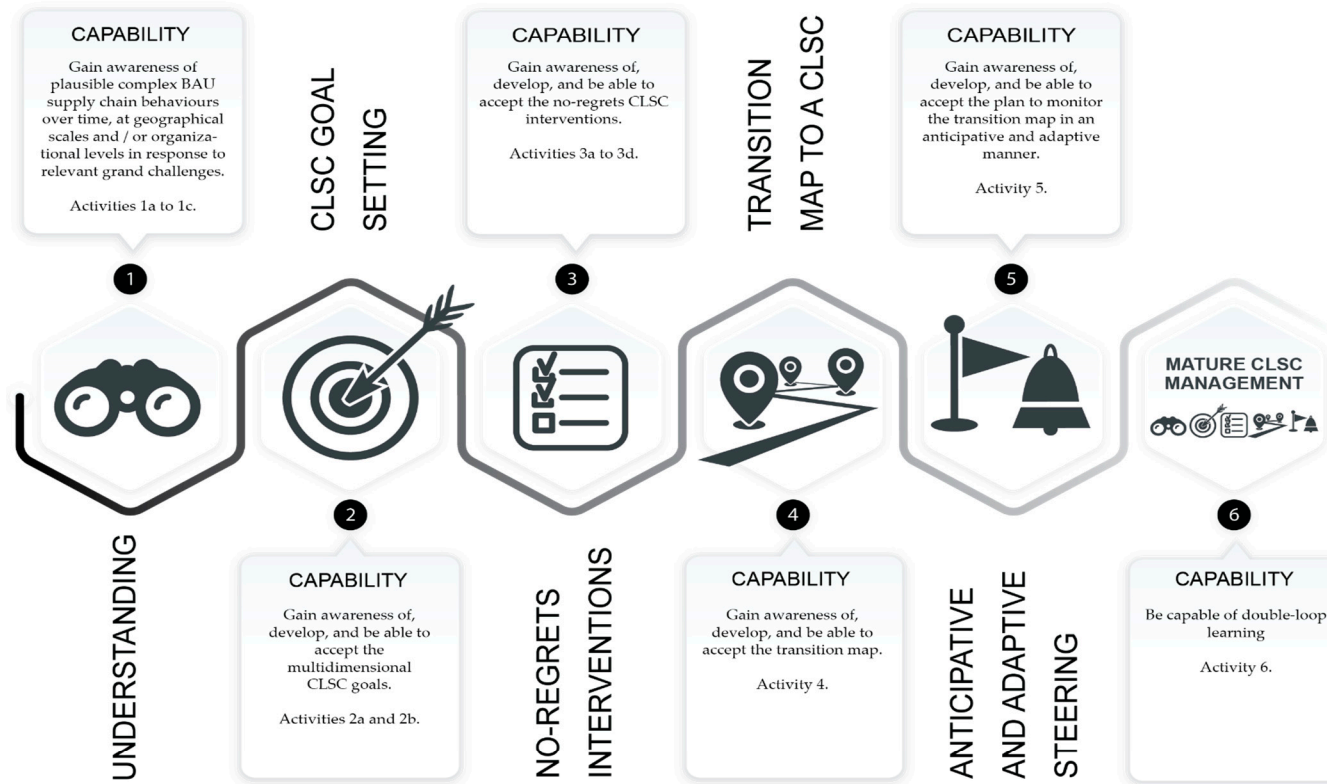 CAPABILITY
Gain awareness of
plausible complex BAU
supply chain behaviours
over time, at geographical
scales and / or organiza-
tional levels in response to
relevant grand challenges.
Activities 1a to 1c.
1
UNDERSTANDING
CLSC GOAL
SETTING
2
CAPABILITY
Gain awareness of,
develop, and be able to
accept the
multidimensional
CLSC goals.
Activities 2a and 2b.
CAPABILITY
Gain awareness of,
develop, and be able to
accept the no-regrets CLSC
interventions.
Activities 3a to 3d.
3
NO-REGRETS
INTERVENTIONS
TRANSITION
MAP TO A CLSC
4
CAPABILITY
Gain awareness of,
develop, and be able to
accept the transition map.
Activity 4.
CAPABILITY
Gain awareness of,
develop, and be able to
accept the plan to monitor
the transition map in an
anticipative and adaptive
manner.
Activity 5.
5
ANTICIPATIVE
AND ADAPTIVE
STEERING
MATURE CLSC
MANAGEMENT
6
CAPABILITY
Be capable of double-loop
learning
Activity 6.